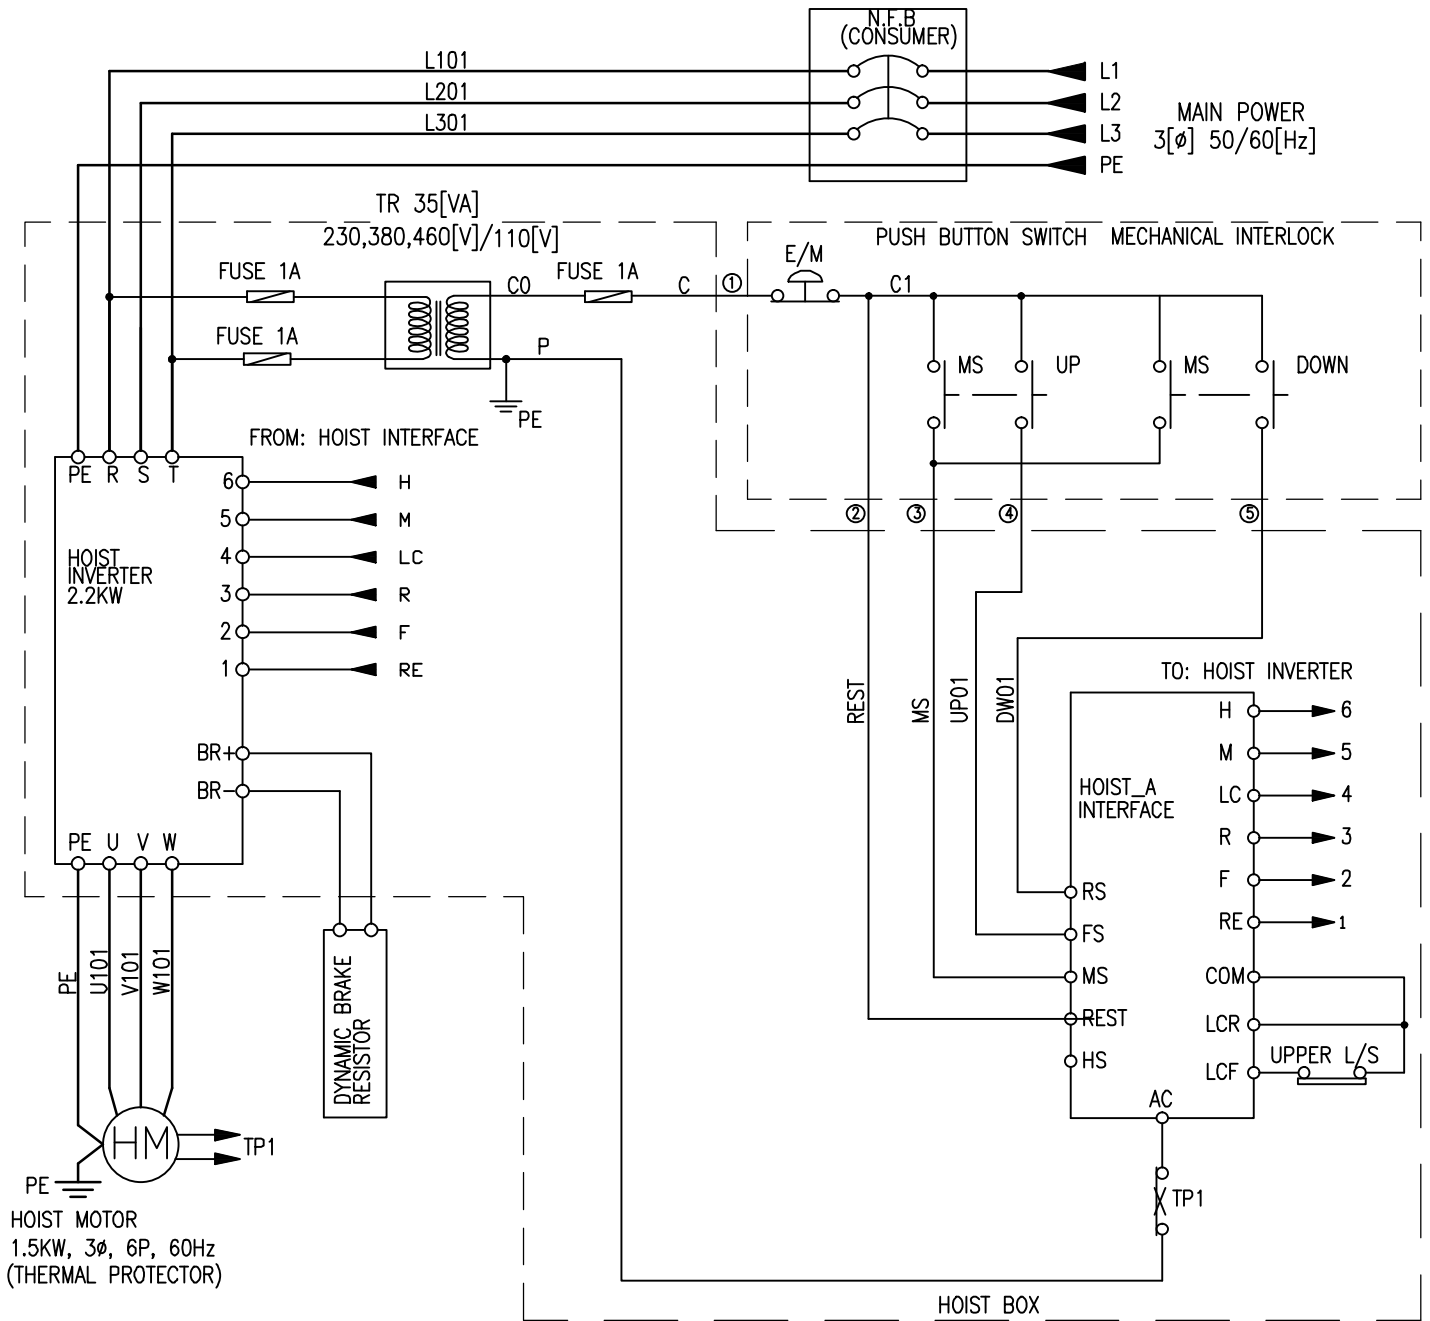 N.F.B
(CONSUMER)
L101
L1
L201
L2
L301
L3
PE
MAIN POWER
3[ø] 50/60[Hz]
TR 35[VA]
230,380,460[V]/110[V]
PUSH BUTTON SWITCH MECHANICAL INTERLOCK
E/M
FUSE 1A
CO
FUSE 1A
C
①
C1
FUSE 1A
P
PE
MS
UP
MS
DOWN
FROM: HOIST INTERFACE
PE R S T
6 H
5 M
4 LC
3 R
2 F
1 RE
HOIST
INVERTER
2.2KW
②
③
④
⑤
BR+
BR-
PE U V W
REST
MS
UP01
DW01
TO: HOIST INVERTER
H 6
M 5
LC 4
R 3
F 2
RE 1
HOIST_A
INTERFACE
RS
FS
MS
REST
HS
COM
LCR
LCF
UPPER L/S
AC
TP1
PE
U101
V101
W101
DYNAMIC BRAKE
RESISTOR
HM
TP1
PE
HOIST MOTOR
1.5KW, 3ø, 6P, 60Hz
(THERMAL PROTECTOR)
HOIST BOX